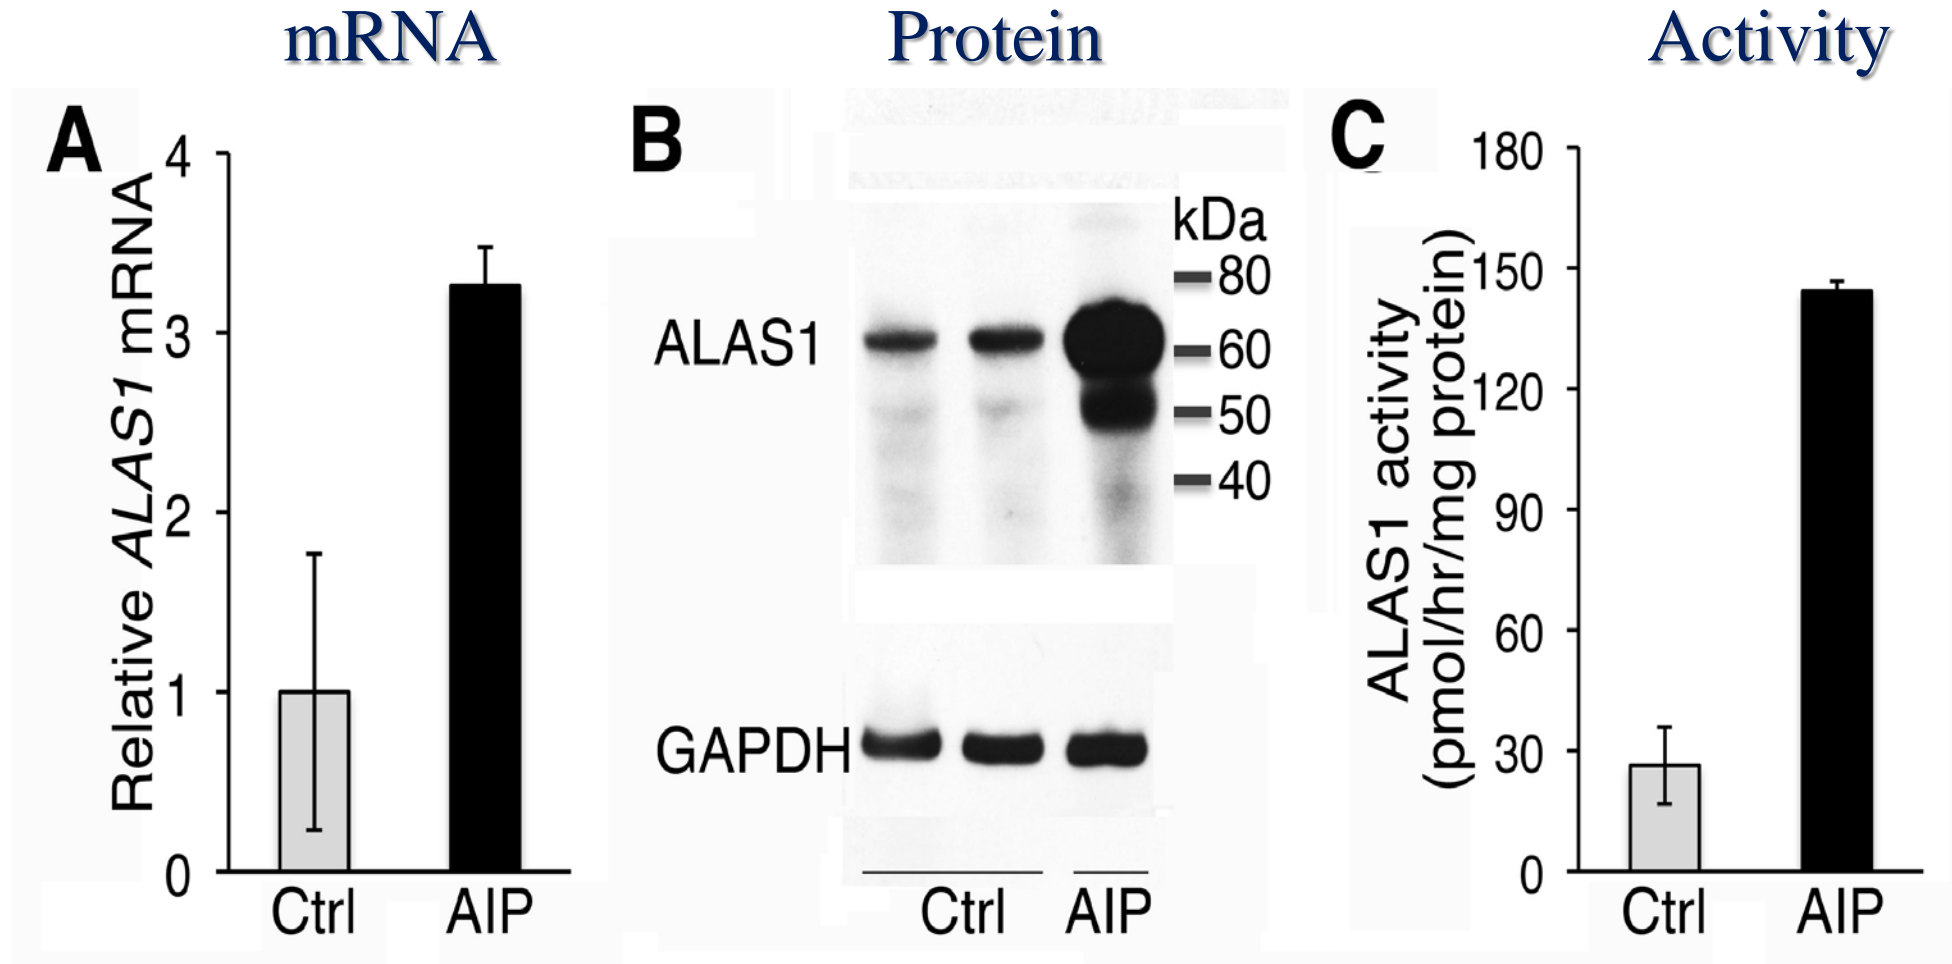 mRNA
Protein
Activity
A
Relative ALAS1 mRNA
4
3
2
1
0
Ctrl
AIP
B
kDa
80
ALAS1
60
50
40
GAPDH
Ctrl
AIP
C
ALAS1 activity
(pmol/hr/mg protein)
180
150
120
90
60
30
0
Ctrl
AIP